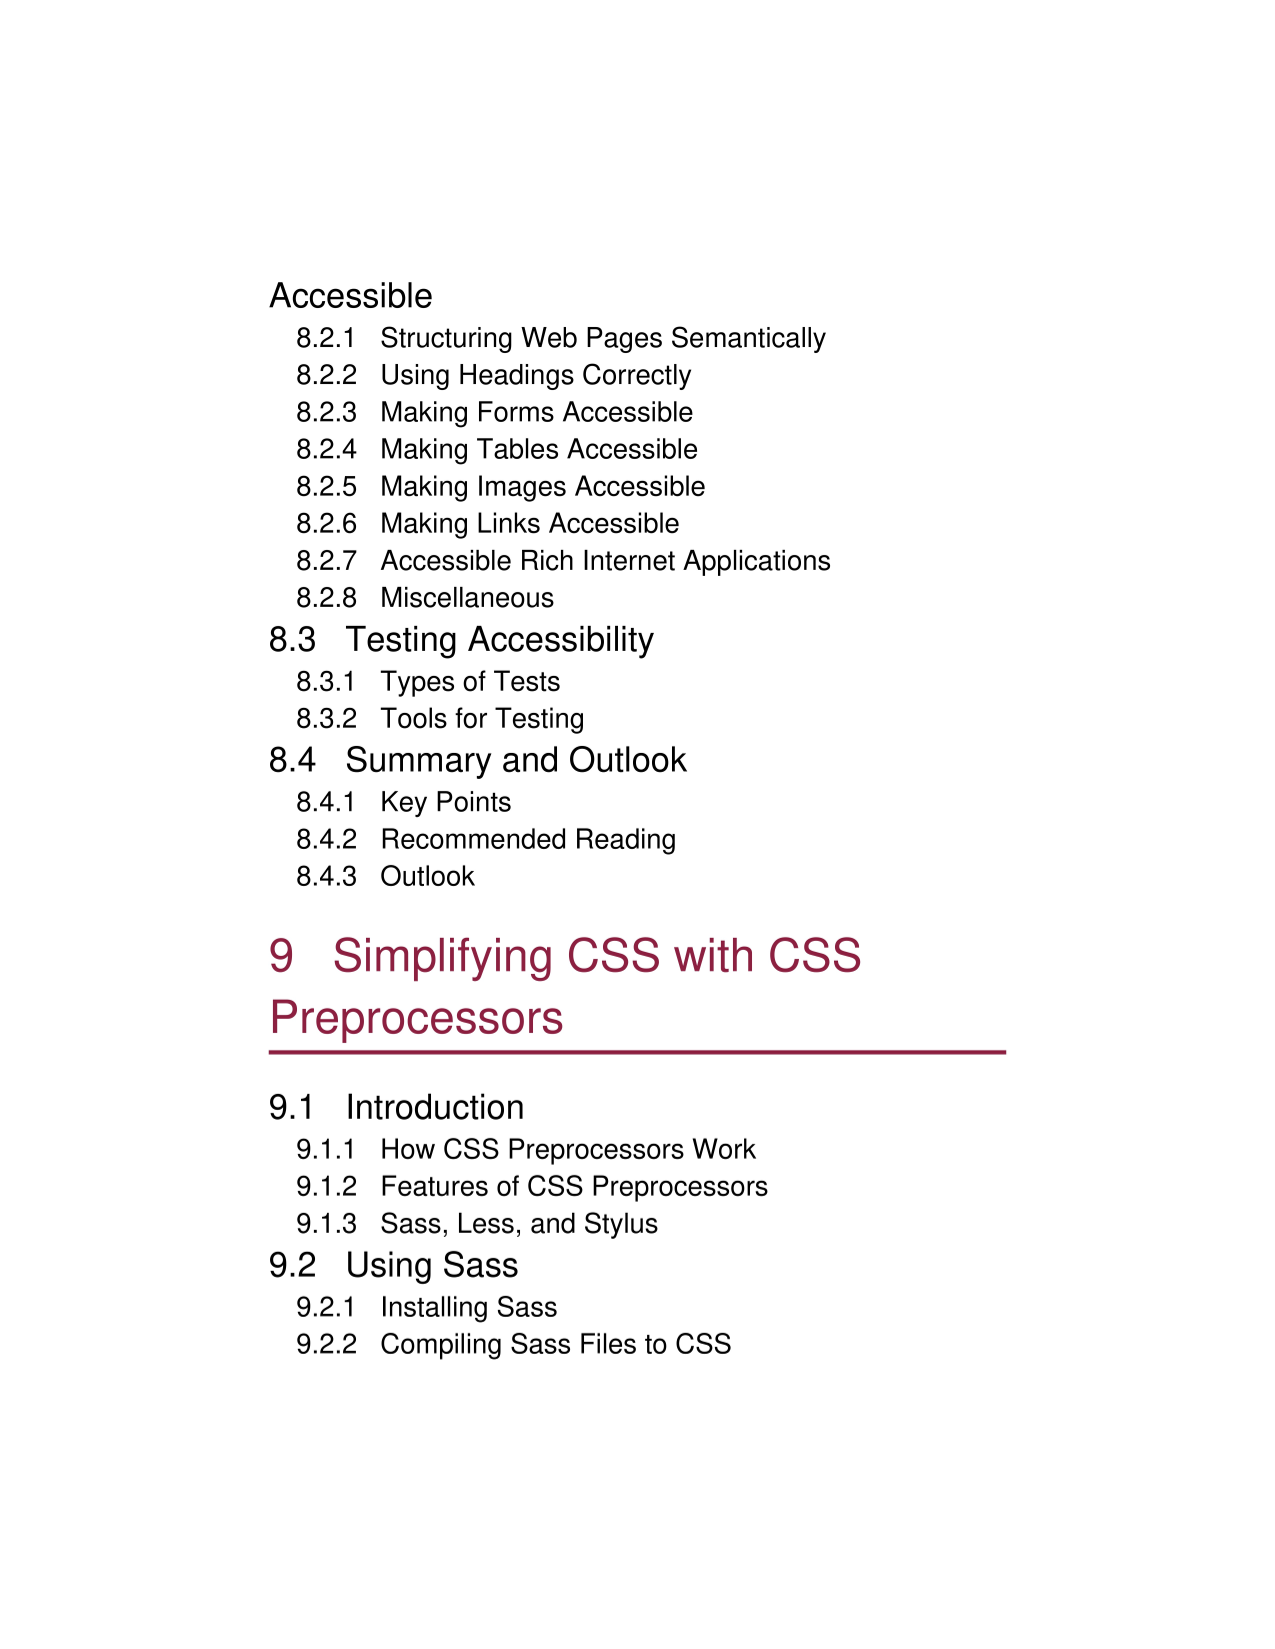 Accessible
8.2.1 Structuring Web Pages Semantically
8.2.2 Using Headings Correctly
8.2.3 Making Forms Accessible
8.2.4 Making Tables Accessible
8.2.5 Making Images Accessible
8.2.6 Making Links Accessible
8.2.7 Accessible Rich Internet Applications
8.2.8 Miscellaneous
8.3 Testing Accessibility
8.3.1 Types of Tests
8.3.2 Tools for Testing
8.4 Summary and Outlook
8.4.1 Key Points
8.4.2 Recommended Reading
8.4.3 Outlook
9 Simplifying CSS with CSS
Preprocessors
9.1 Introduction
9.1.1 How CSS Preprocessors Work
9.1.2 Features of CSS Preprocessors
9.1.3 Sass, Less, and Stylus
9.2 Using Sass
9.2.1 Installing Sass
9.2.2 Compiling Sass Files to CSS